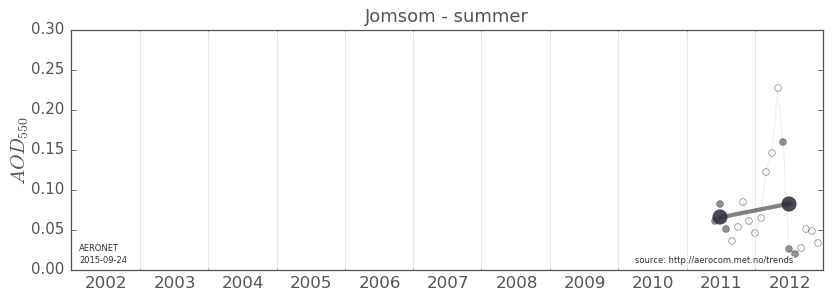 Jomsom - summer
0.30
0.25
0.20
0.15
0.10
0.05
0.00
AOD550
AERONET
2015-09-24
source: http://aerocom.met.no/trends
2002 2003 2004 2005 2006 2007 2008 2009 2010 2011 2012